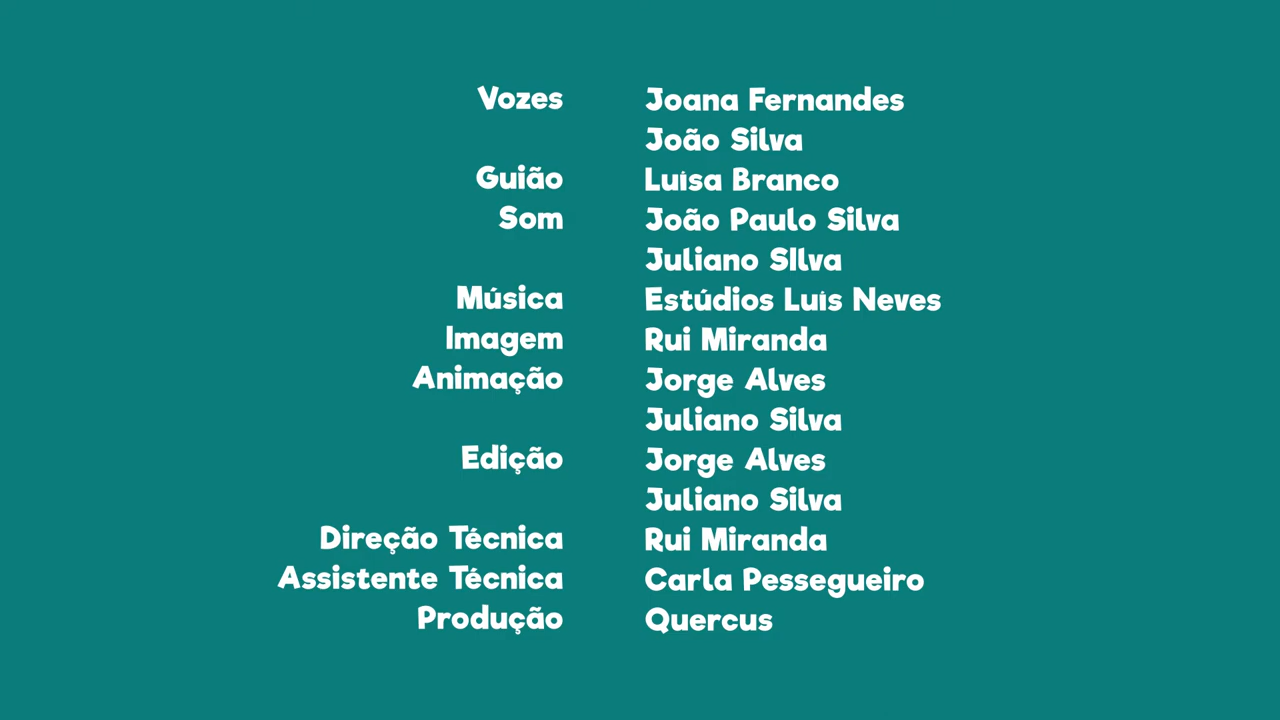 Vozes Joana Fernandes
João Silva
Guião Luísa Branco
Som João Paulo Silva
Juliano SIlva
Música Estúdios Luís Neves
Imagem Rui Miranda
Animação Jorge Alves
Juliano Silva
Edição Jorge Alves
Juliano Silva
Direção Técnica Rui Miranda
Assistente Técnica Carla Pessegueiro
Produção Quercus